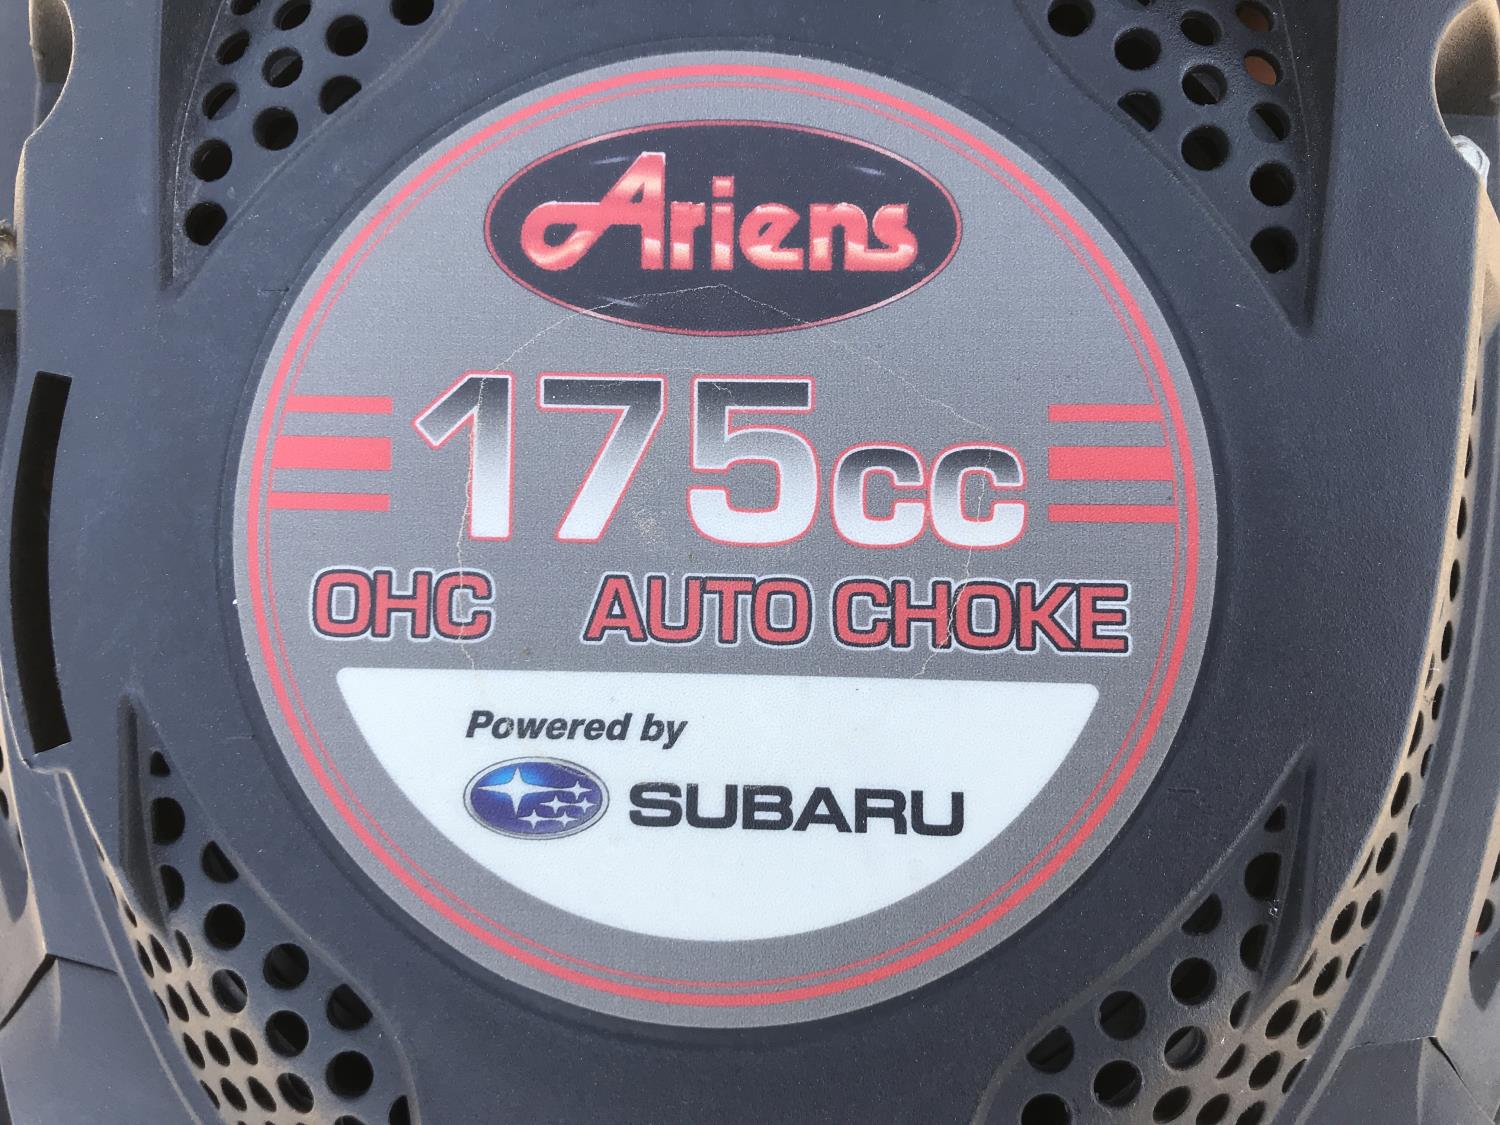 Ariens
175cc
OHC AUTO CHOKE
Powered by
SUBARU